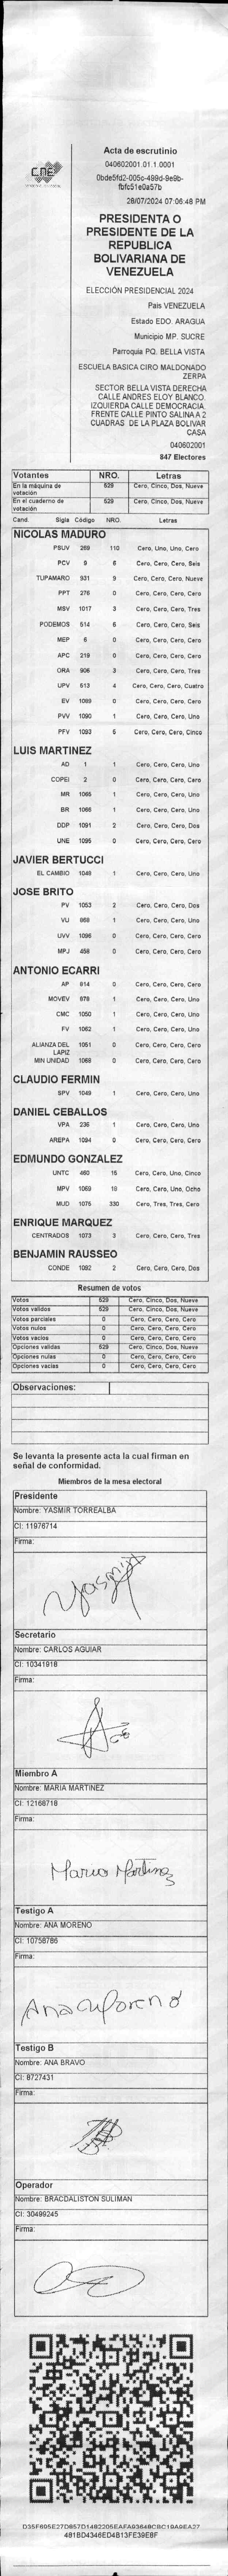 CNE
Acta de escrutinio
040602001.01.1.0001
28/07/2024 07:06:48 PM
PRESIDENTA O
PRESIDENTE DE LA
REPUBLICA
BOLIVARIANA DE
VENEZUELA
ELECCIÓN PRESIDENCIAL 2024
Pais VENEZUELA
Estado EDO. ARAGUA
Municipio MP. SUCRE
Parroquia PQ. BELLA VISTA
ESCUELA BASICA CIRO MALDONADO
ZERPA
SECTOR BELLA VISTA DERECHA
CALLE ANDRES ELOY BLANCO.
IZQUIERDA CALLE DEMOCRACIA.
FRENTE CALLE PINTO SALINA A 2
CUADRAS DE LA PLAZA BOLIVAR
CASA
040602001
847 Electores
Votantes NRO. Letras
En la máquina de votación 529 Cero, Cinco, Dos, Nueve
En el cuaderno de votación 529 Cero, Cinco, Dos, Nueve
Cand. Sigla Código NRO. Letras
NICOLAS MADURO
PSUV 269 110 Cero, Uno, Uno, Cero
PCV 9 6 Cero, Cero, Cero, Seis
TUPAMARO 931 9 Cero, Cero, Cero, Nueve
PPT 276 0 Cero, Cero, Cero, Cero
MSV 1017 3 Cero, Cero, Cero, Tres
PODEMOS 514 6 Cero, Cero, Cero, Seis
MEP 6 0 Cero, Cero, Cero, Cero
APC 219 0 Cero, Cero, Cero, Cero
ORA 906 3 Cero, Cero, Cero, Tres
UPV 513 4 Cero, Cero, Cero, Cuatro
EV 1089 0 Cero, Cero, Cero, Cero
PVV 1090 1 Cero, Cero, Cero, Uno
PFV 1093 5 Cero, Cero, Cero, Cinco
LUIS MARTINEZ
AD 1 1 Cero, Cero, Cero, Uno
COPEI 2 0 Cero, Cero, Cero, Cero
MR 1065 1 Cero, Cero, Cero, Uno
BR 1066 1 Cero, Cero, Cero, Uno
DDP 1091 2 Cero, Cero, Cero, Dos
UNE 1095 0 Cero, Cero, Cero, Cero
JAVIER BERTUCCI
EL CAMBIO 1048 1 Cero, Cero, Cero, Uno
JOSE BRITO
PV 1053 2 Cero, Cero, Cero, Dos
VU 868 1 Cero, Cero, Cero, Uno
UVV 1096 0 Cero, Cero, Cero, Cero
MPJ 458 0 Cero, Cero, Cero, Cero
ANTONIO ECARRI
AP 914 0 Cero, Cero, Cero, Cero
MOVEV 878 1 Cero, Cero, Cero, Uno
CMC 1050 1 Cero, Cero, Cero, Uno
FV 1062 1 Cero, Cero, Cero, Uno
ALIANZA DEL LAPIZ 1051 0 Cero, Cero, Cero, Cero
MIN UNIDAD 1068 0 Cero, Cero, Cero, Cero
CLAUDIO FERMIN
SPV 1049 1 Cero, Cero, Cero, Uno
DANIEL CEBALLOS
VPA 236 1 Cero, Cero, Cero, Uno
AREPA 1094 0 Cero, Cero, Cero, Cero
EDMUNDO GONZALEZ
UNTC 460 15 Cero, Cero, Uno, Cinco
MPV 1069 18 Cero, Cero, Uno, Ocho
MUD 1075 330 Cero, Tres, Tres, Cero
ENRIQUE MARQUEZ
CENTRADOS 1073 3 Cero, Cero, Cero, Tres
BENJAMIN RAUSSEO
CONDE 1092 2 Cero, Cero, Cero, Dos
Resumen de votos
Votos 529 Cero, Cinco, Dos, Nueve
Votos validos 529 Cero, Cinco, Dos, Nueve
Votos parciales 0 Cero, Cero, Cero, Cero
Votos nulos 0 Cero, Cero, Cero, Cero
Votos vacios 0 Cero, Cero, Cero, Cero
Opciones validas 529 Cero, Cinco, Dos, Nueve
Opciones nulas 0 Cero, Cero, Cero, Cero
Opciones vacias 0 Cero, Cero, Cero, Cero
Observaciones:
Se levanta la presente acta la cual firman en
señal de conformidad.
Miembros de la mesa electoral
Presidente
Nombre: YASMIR TORREALBA
CI: 11976714
Firma:
Yasmir
Secretario
Nombre: CARLOS AGUIAR
CI: 10341918
Firma:
Miembro A
Nombre: MARIA MARTINEZ
CI: 12168718
Firma:
Maria Martinez
Testigo A
Nombre: ANA MORENO
CI: 10758786
Firma:
Ana Moreno
Testigo B
Nombre: ANA BRAVO
CI: 8727431
Firma:
Operador
Nombre: BRACDALISTON SULIMAN
CI: 30499245
Firma: